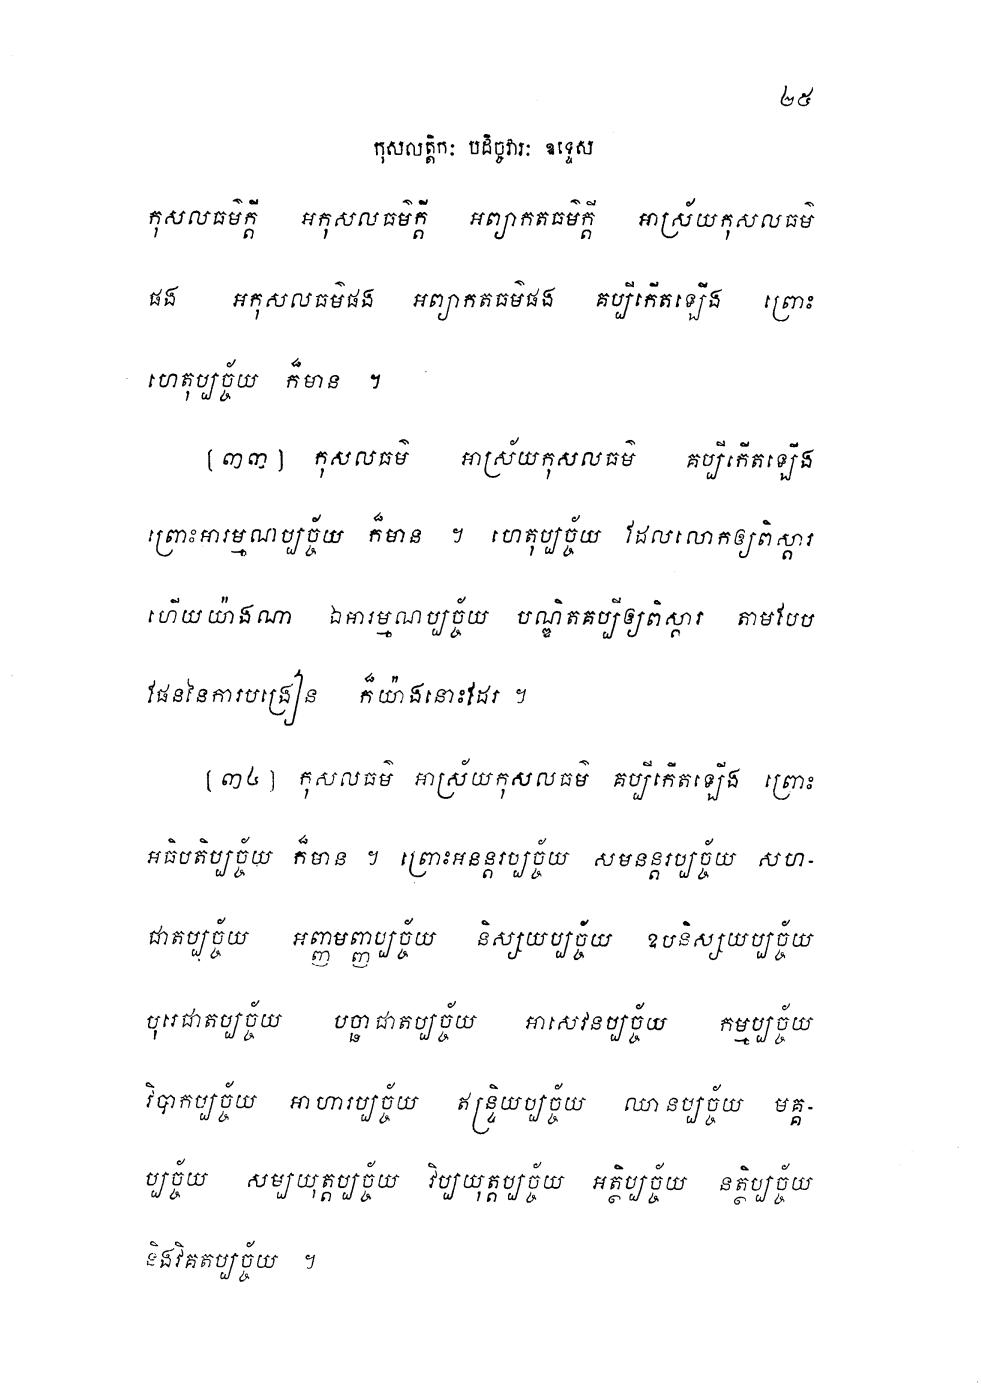 ២៥
កុសលត្តិកៈ បដិច្ចវារៈ ឧទ្ទេស
កុសលធម៌ក្តី អកុសលធម៌ក្តី អព្យាកតធម៌ក្តី អាស្រ័យកុសលធម៌
ផង អកុសលធម៌ផង អព្យាកតធម៌ផង គប្បីកើតឡើង ព្រោះ
ហេតុប្បច្ច័យ ក៏មាន ។
[៣៣] កុសលធម៌ អាស្រ័យកុសលធម៌ គប្បីកើតឡើង
ព្រោះអារម្មណប្បច្ច័យ ក៏មាន ។ ហេតុប្បច្ច័យ ដែលលោកឲ្យពិស្តារ
ហើយយ៉ាងណា ឯអារម្មណប្បច្ច័យ បណ្ឌិតគប្បីឲ្យពិស្តារ តាមបែប
ផែននៃការបង្រៀន ក៏យ៉ាងនោះដែរ ។
[៣៤] កុសលធម៌ អាស្រ័យកុសលធម៌ គប្បីកើតឡើង ព្រោះ
អធិបតិប្បច្ច័យ ក៏មាន ។ ព្រោះអនន្តរប្បច្ច័យ សមនន្តរប្បច្ច័យ សហ-
ជាតប្បច្ច័យ អញ្ញមញ្ញប្បច្ច័យ និស្សយប្បច្ច័យ ឧបនិស្សយប្បច្ច័យ
បុរេជាតប្បច្ច័យ បច្ឆាជាតប្បច្ច័យ អាសេវនប្បច្ច័យ កម្មប្បច្ច័យ
វិបាកប្បច្ច័យ អាហារប្បច្ច័យ ឥន្ទ្រិយប្បច្ច័យ ឈានប្បច្ច័យ មគ្គ-
ប្បច្ច័យ សម្បយុត្តប្បច្ច័យ វិប្បយុត្តប្បច្ច័យ អត្ថិប្បច្ច័យ នត្ថិប្បច្ច័យ
និងវិគតប្បច្ច័យ ។